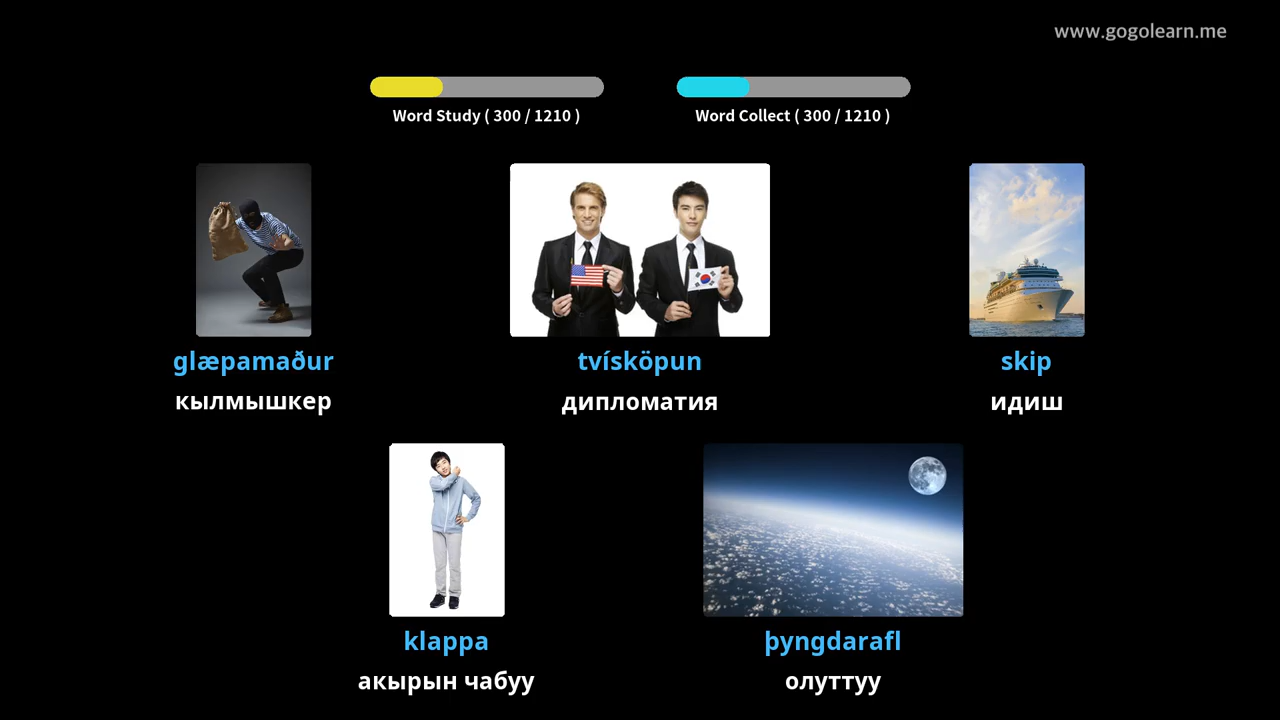 www.gogolearn.me
Word Study ( 300 / 1210 )
Word Collect ( 300 / 1210 )
glæpamaður
tvísköpun
skip
кылмышкер
дипломатия
идиш
klappa
þyngdarafl
акырын чабуу
олуттуу